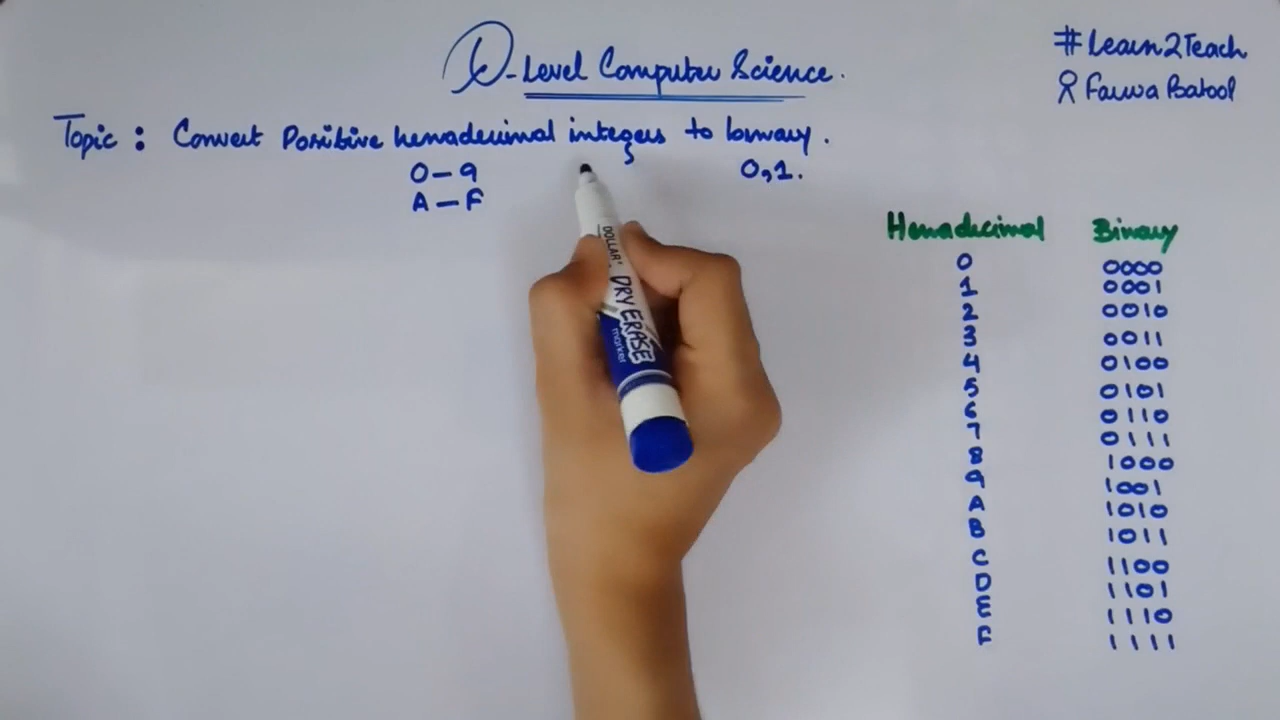 O-Level Computer Science.
#Learn2Teach
Farwa Batool
Topic: Convert Positive hexadecimal integers to binary.
0-9
0,1.
A-F
Hexadecimal Binary
0 0000
1 0001
2 0010
3 0011
4 0100
5 0101
6 0110
7 0111
8 1000
9 1001
A 1010
B 1011
C 1100
D 1101
E 1110
F 1111
DOLLAR
DRY ERASE
marker